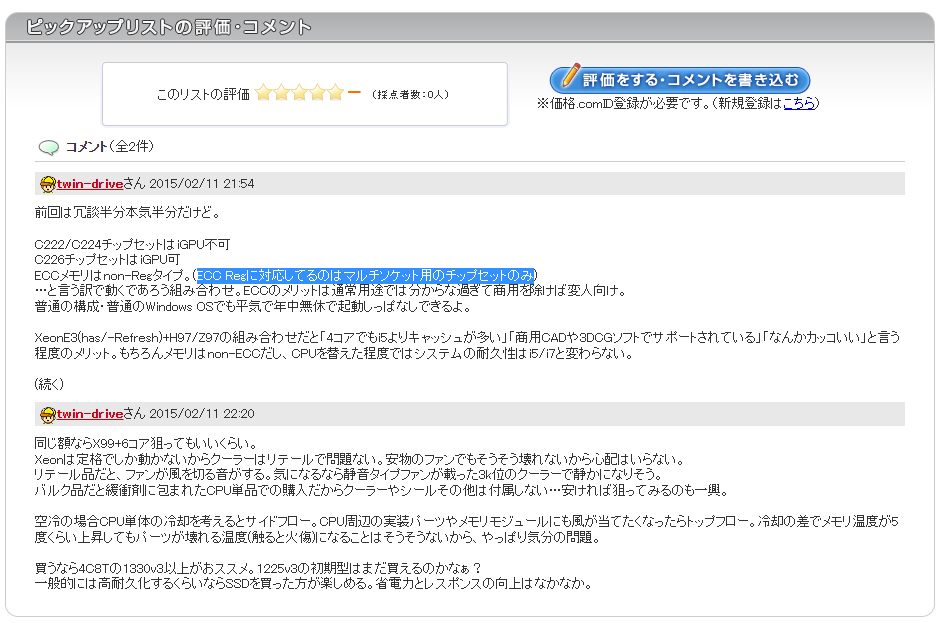 ピックアップリストの評価・コメント
このリストの評価 ー (採点者数:0人)
評価をする・コメントを書き込む
※価格.comID登録が必要です。(新規登録はこちら)
コメント(全2件)
twin-driveさん 2015/02/11 21:54
前回は冗談半分本気半分だけど。
C222/C224チップセットはiGPU不可
C226チップセットはiGPU可
ECCメモリはnon-Regタイプ。(ECC Regに対応してるのはマルチソケット用のチップセットのみ)
…と言う訳で動くであろう組み合わせ。ECCのメリットは通常用途では分からな過ぎて商用を除けば変人向け。
普通の構成・普通のWindows OSでも平気で年中無休で起動しっぱなしできるよ。
XeonE3(has/-Refresh)+H97/Z97の組み合わせだと「4コアでもi5よりキャッシュが多い」「商用CADや3DCGソフトでサポートされている」「なんかカッコいい」と言う
程度のメリット。もちろんメモリはnon-ECCだし、CPUを替えた程度ではシステムの耐久性はi5/i7と変わらない。
(続く)
twin-driveさん 2015/02/11 22:20
同じ額ならX99+6コア狙ってもいいくらい。
Xeonは定格でしか動かないからクーラーはリテールで問題ない。安物のファンでもそうそう壊れないから心配はいらない。
リテール品だと、ファンが風を切る音がする。気になるなら静音タイプファンが載った3k位のクーラーで静かになりそう。
バルク品だと緩衝剤に包まれたCPU単品での購入だからクーラーやシールその他は付属しない…安ければ狙ってみるのも一興。
空冷の場合CPU単体の冷却を考えるとサイドフロー。CPU周辺の実装パーツやメモリモジュールにも風が当てたくなったらトップフロー。冷却の差でメモリ温度が5
度くらい上昇してもパーツが壊れる温度(触ると火傷)になることはそうそうないから、やっぱり気分の問題。
買うなら4C8Tの1330v3以上がおススメ。1225v3の初期型はまだ買えるのかなぁ?
一般的には高耐久化するくらいならSSDを買った方が楽しめる。省電力とレスポンスの向上はなかなか。